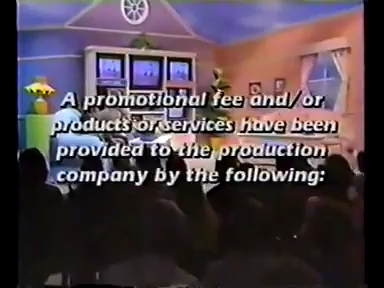 A promotional fee and/or
products or services have been
provided to the production
company by the following: